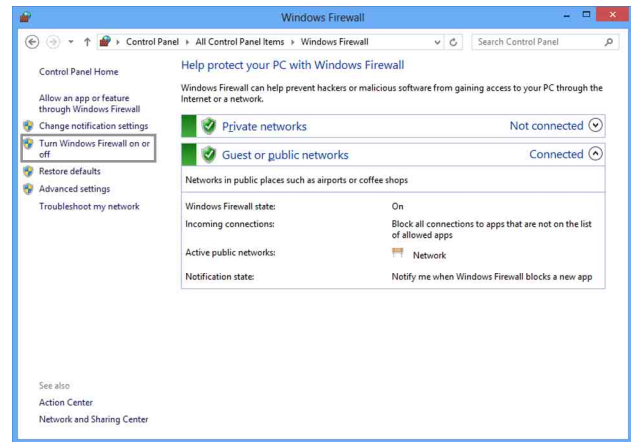 Windows Firewall
Control Panel ▸ All Control Panel Items ▸ Windows Firewall
Search Control Panel
Control Panel Home
Allow an app or feature
through Windows Firewall
Change notification settings
Turn Windows Firewall on or
off
Restore defaults
Advanced settings
Troubleshoot my network
See also
Action Center
Network and Sharing Center
Help protect your PC with Windows Firewall
Windows Firewall can help prevent hackers or malicious software from gaining access to your PC through the
Internet or a network.
Private networks Not connected
Guest or public networks Connected
Networks in public places such as airports or coffee shops
Windows Firewall state: On
Incoming connections: Block all connections to apps that are not on the list
of allowed apps
Active public networks: Network
Notification state: Notify me when Windows Firewall blocks a new app